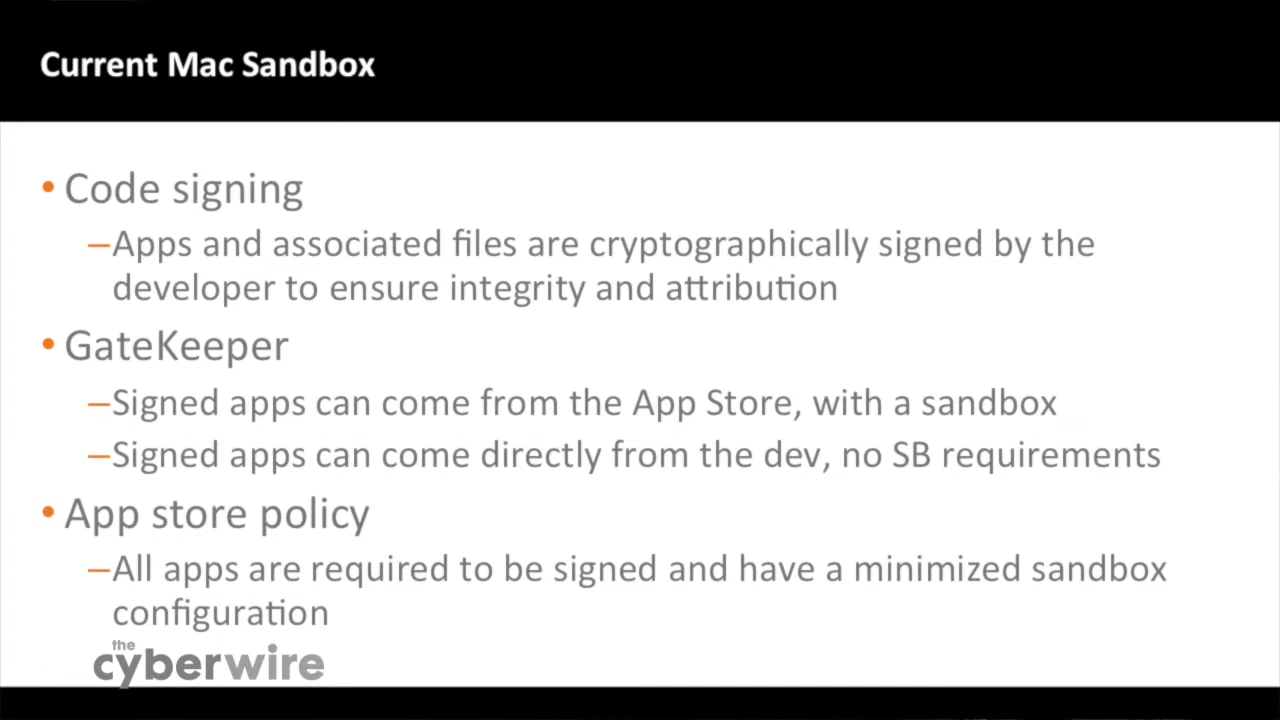 Current Mac Sandbox
• Code signing
–Apps and associated files are cryptographically signed by the
developer to ensure integrity and attribution
• GateKeeper
–Signed apps can come from the App Store, with a sandbox
–Signed apps can come directly from the dev, no SB requirements
• App store policy
–All apps are required to be signed and have a minimized sandbox
configuration
the
cyberwire